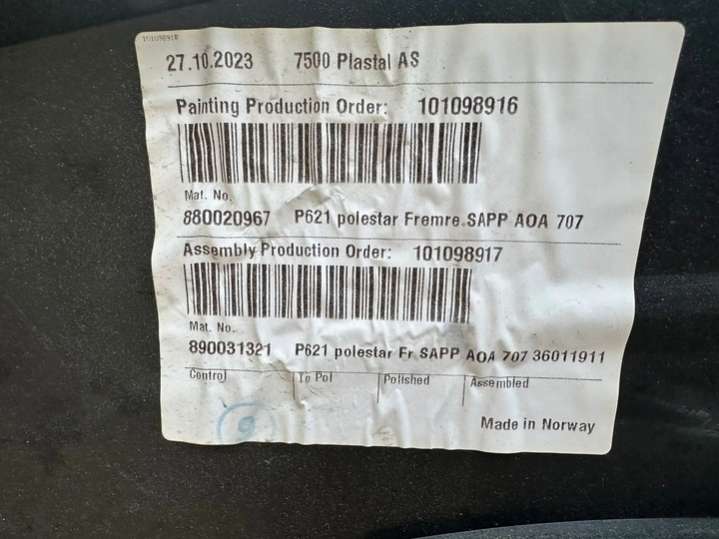 101098918
27.10.2023 7500 Plastal AS
Painting Production Order: 101098916
Mat. No.
880020967 P621 polestar Fremre.SAPP AOA 707
Assembly Production Order: 101098917
Mat. No.
890031321 P621 polestar Fr SAPP AOA 707 36011911
Control To Pol Polished Assembled
Made in Norway